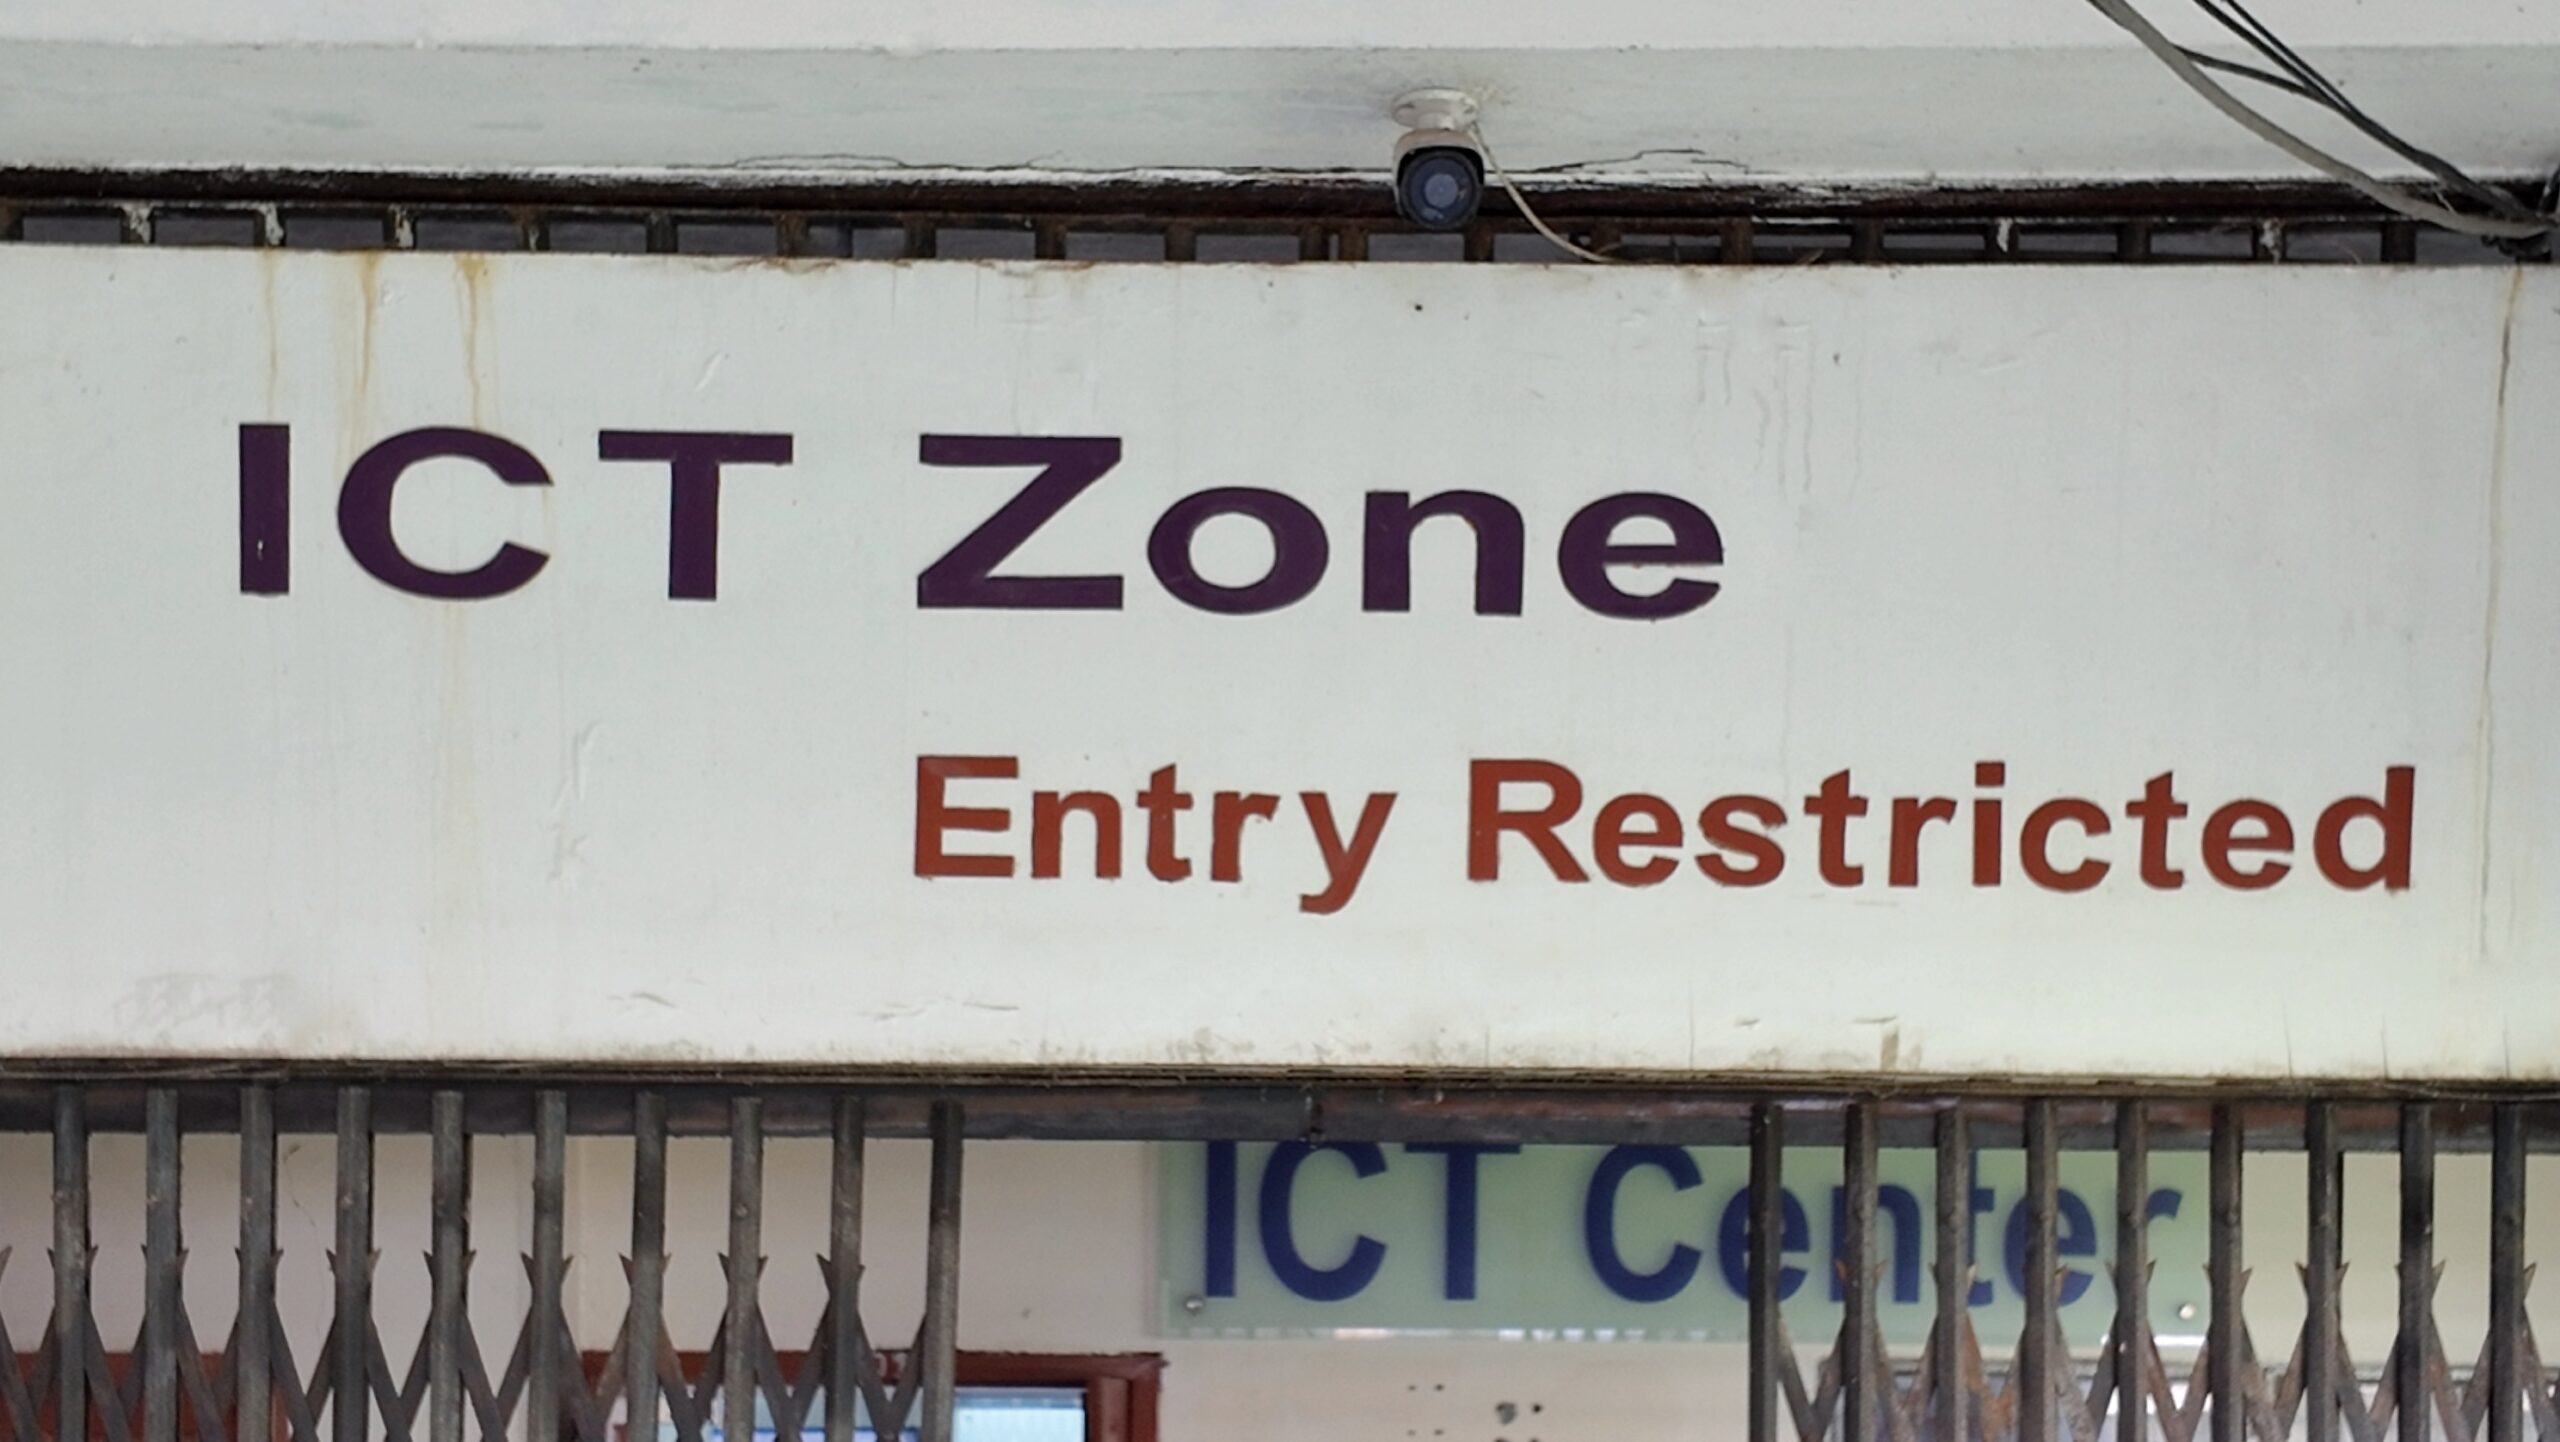 ICT Zone
Entry Restricted
ICT Center